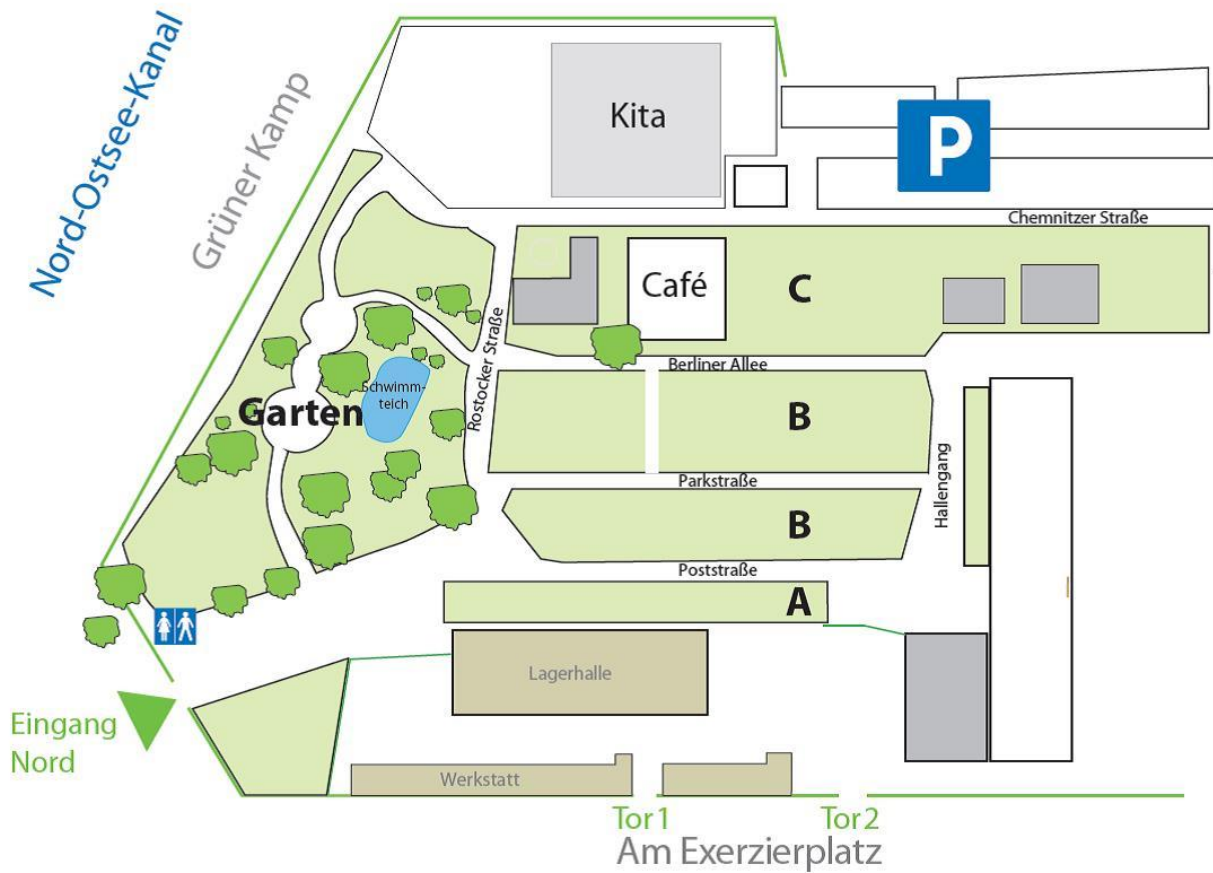 Nord-Ostsee-Kanal
Grüner Kamp
Kita
P
Chemnitzer Straße
Café
C
Rostocker Straße
Berliner Allee
Schwimm-
teich
Garten
B
Hallengang
Parkstraße
B
Poststraße
A
Lagerhalle
Eingang
Nord
Werkstatt
Tor 1
Tor 2
Am Exerzierplatz